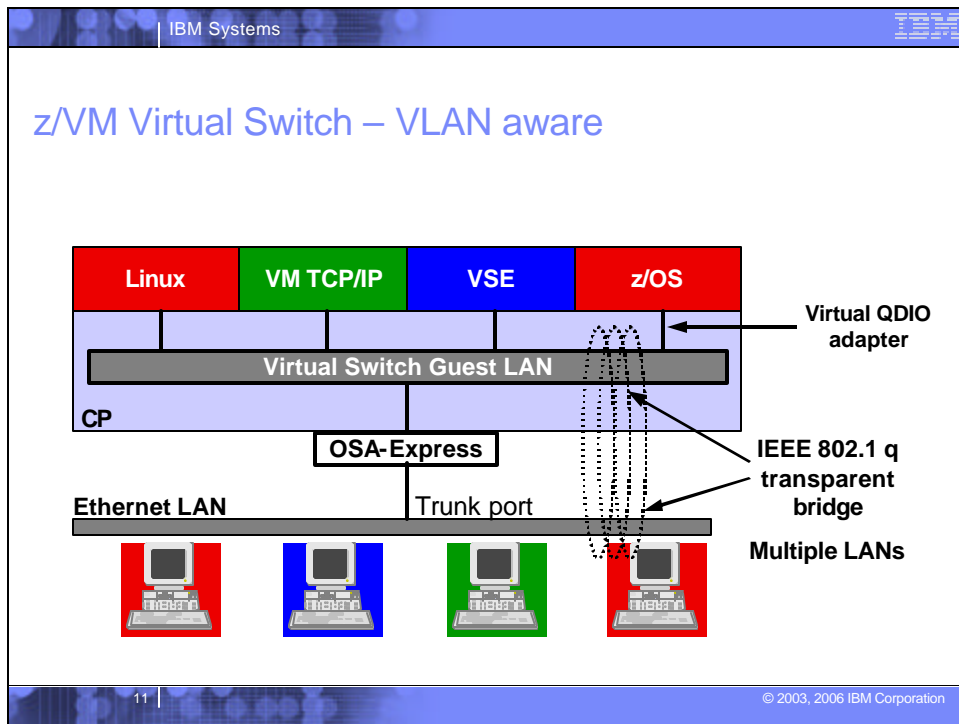 IBM Systems
IBM
z/VM Virtual Switch – VLAN aware
Linux
VM TCP/IP
VSE
z/OS
Virtual QDIO
adapter
Virtual Switch Guest LAN
CP
OSA-Express
IEEE 802.1 q
transparent
bridge
Ethernet LAN
Trunk port
Multiple LANs
11
© 2003, 2006 IBM Corporation